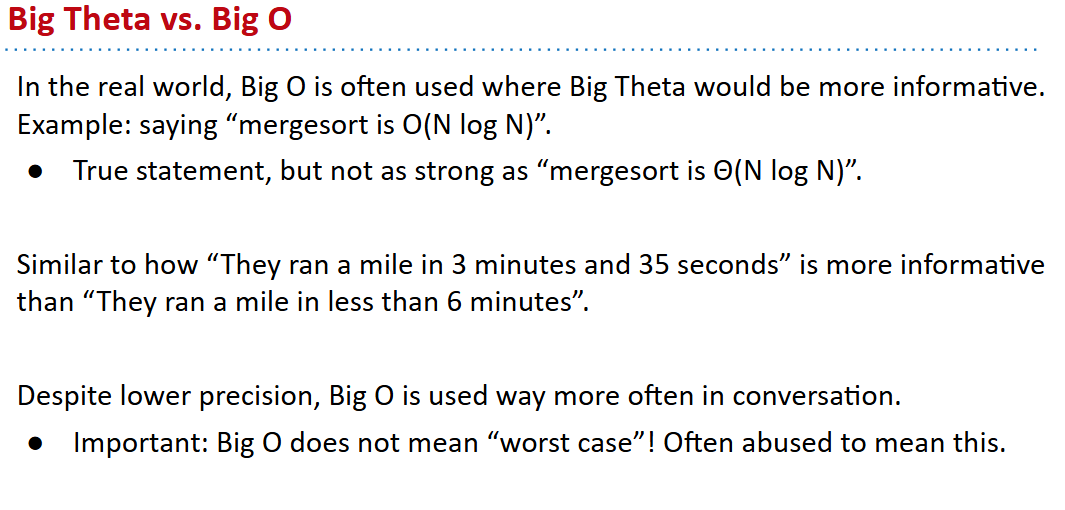 Big Theta vs. Big O
In the real world, Big O is often used where Big Theta would be more informative.
Example: saying “mergesort is O(N log N)”.
● True statement, but not as strong as “mergesort is Θ(N log N)”.
Similar to how “They ran a mile in 3 minutes and 35 seconds” is more informative
than “They ran a mile in less than 6 minutes”.
Despite lower precision, Big O is used way more often in conversation.
● Important: Big O does not mean “worst case”! Often abused to mean this.